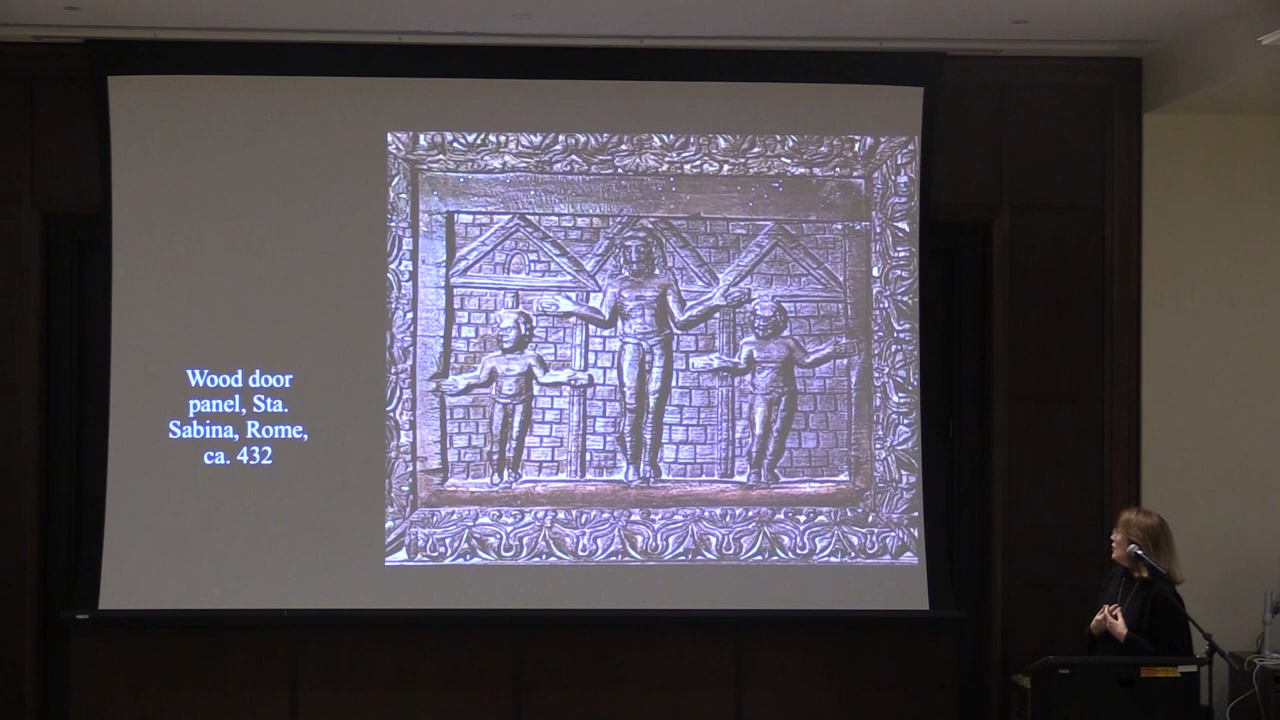 Wood door
panel, Sta.
Sabina, Rome,
ca. 432